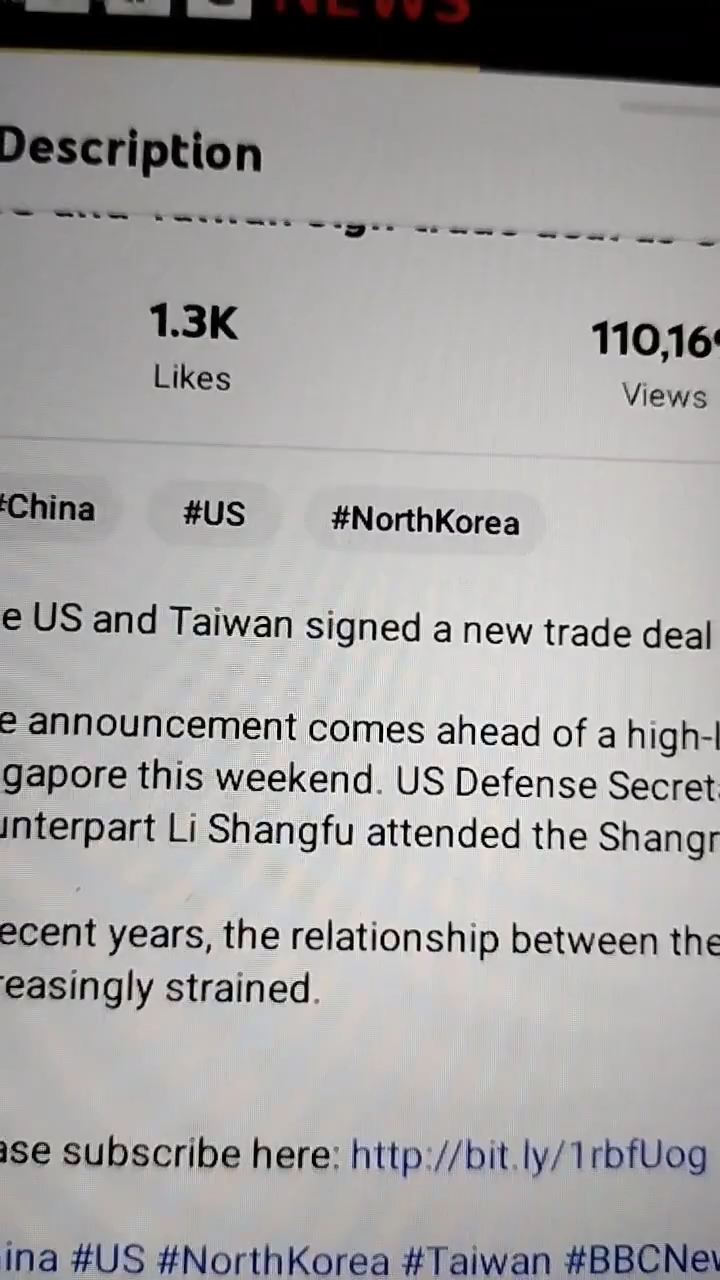 NEWS
Description
1.3K
Likes
110,16
Views
#China
#US
#NorthKorea
e US and Taiwan signed a new trade deal
e announcement comes ahead of a high-l
gapore this weekend. US Defense Secret
unterpart Li Shangfu attended the Shangr
ecent years, the relationship between the
reasingly strained.
ase subscribe here: http://bit.ly/1rbfUog
ina #US #NorthKorea #Taiwan #BBCNew